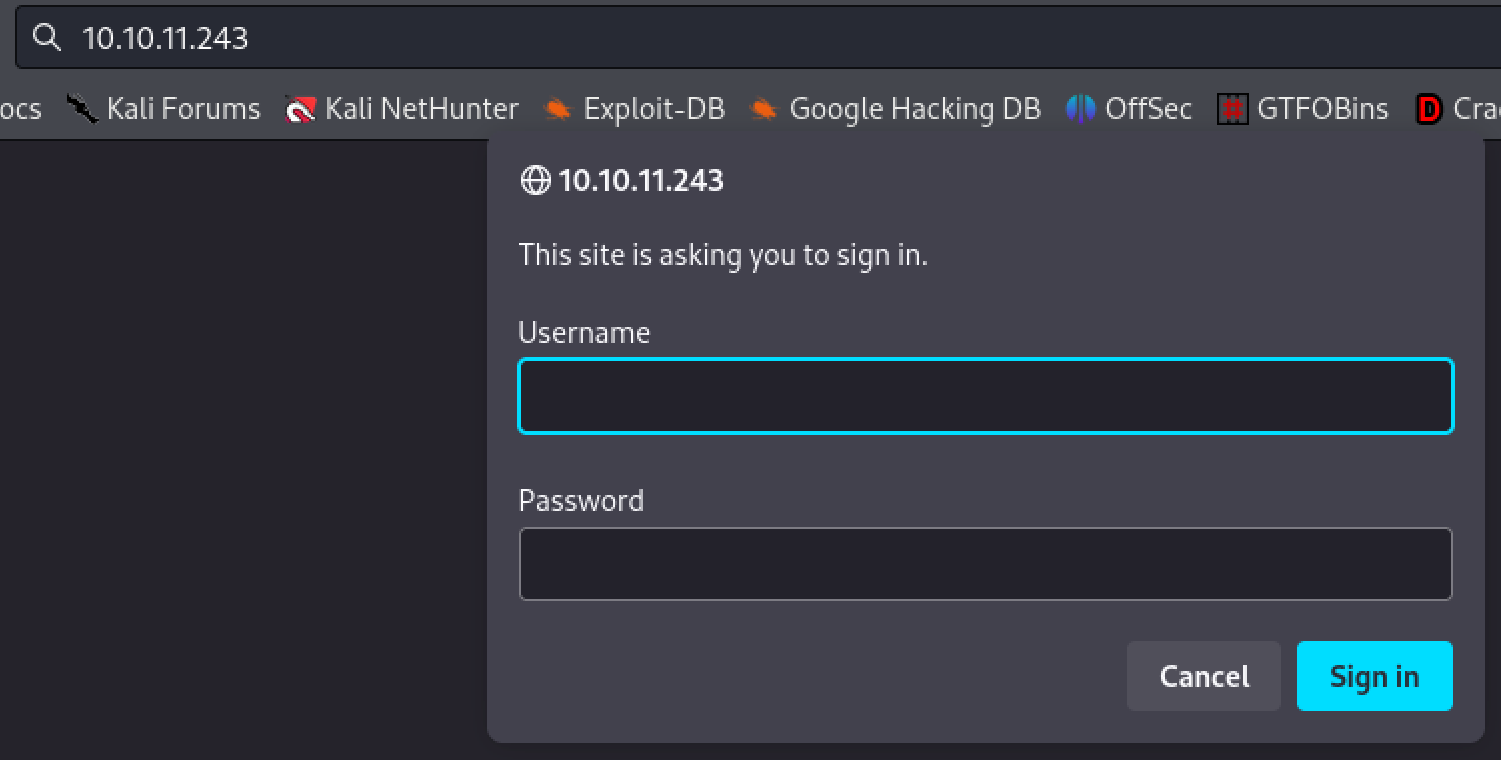 10.10.11.243
ocs Kali Forums Kali NetHunter Exploit-DB Google Hacking DB OffSec GTFOBins Cra
10.10.11.243
This site is asking you to sign in.
Username
Password
Cancel Sign in